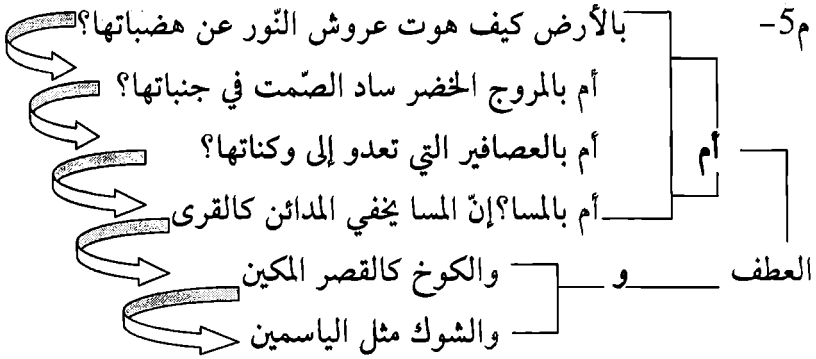 م5- بالأرض كيف هوت عروش النّور عن هضباتها؟
أم بالمروج الخضر ساد الصّمت في جنباتها؟
أم أم بالعصافير التي تعدو إلى وكناتها؟
أم بالمسا؟إنّ المسا يخفي المدائن كالقرى
العطف و والكوخ كالقصر المكين
والشوك مثل الياسمين